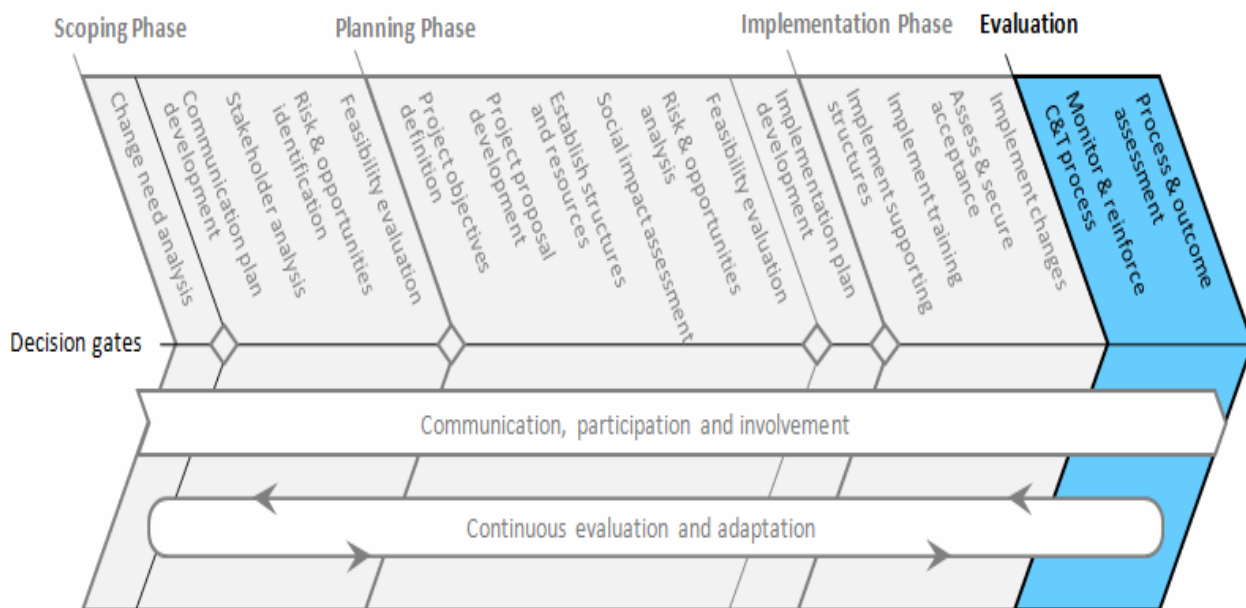 Scoping Phase
Planning Phase
Implementation Phase
Evaluation
Change need analysis
Communication plan
development
Stakeholder analysis
Risk & opportunities
identification
Feasibility evaluation
Project objectives
definition
Project proposal
development
Establish structures
and resources
Social impact assessment
Risk & opportunities
analysis
Feasibility evaluation
Implementation plan
development
Implement supporting
structures
Implement training
Assess & secure
acceptance
Implement changes
Monitor & reinforce
C&T process
Process & outcome
assessment
Decision gates
Communication, participation and involvement
Continuous evaluation and adaptation